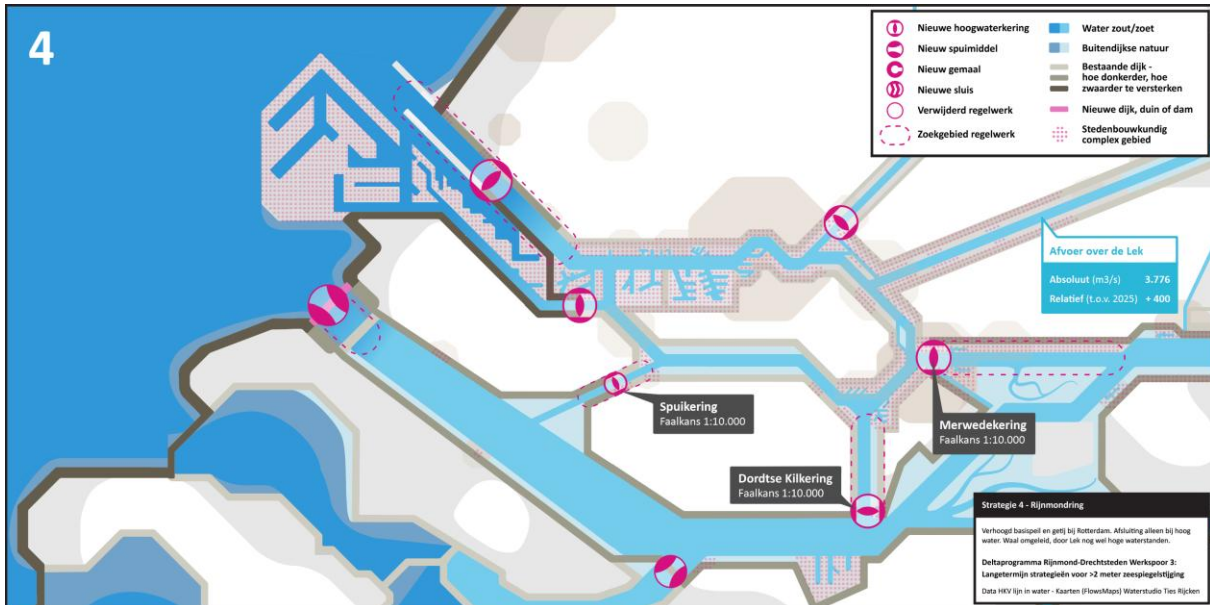 4
Nieuwe hoogwaterkering
Nieuw spuimiddel
Nieuw gemaal
Nieuwe sluis
Verwijderd regelwerk
Zoekgebied regelwerk
Water zout/zoet
Buitendijkse natuur
Bestaande dijk -
hoe donkerder, hoe
zwaarder te versterken
Nieuwe dijk, duin of dam
Stedenbouwkundig
complex gebied
Afvoer over de Lek
Absoluut (m3/s) 3.776
Relatief (t.o.v. 2025) + 400
Spuikering
Faalkans 1:10.000
Merwedekering
Faalkans 1:10.000
Dordtse Kilkering
Faalkans 1:10.000
Strategie 4 - Rijnmondring
Verhoogd basispeil en getij bij Rotterdam. Afsluiting alleen bij hoog
water. Waal omgeleid, door Lek nog wel hoge waterstanden.
Deltaprogramma Rijnmond-Drechtsteden Werkspoor 3:
Langetermijn strategieën voor >2 meter zeespiegelstijging
Data HKV lijn in water - Kaarten (FlowsMaps) Waterstudio Ties Rijcken